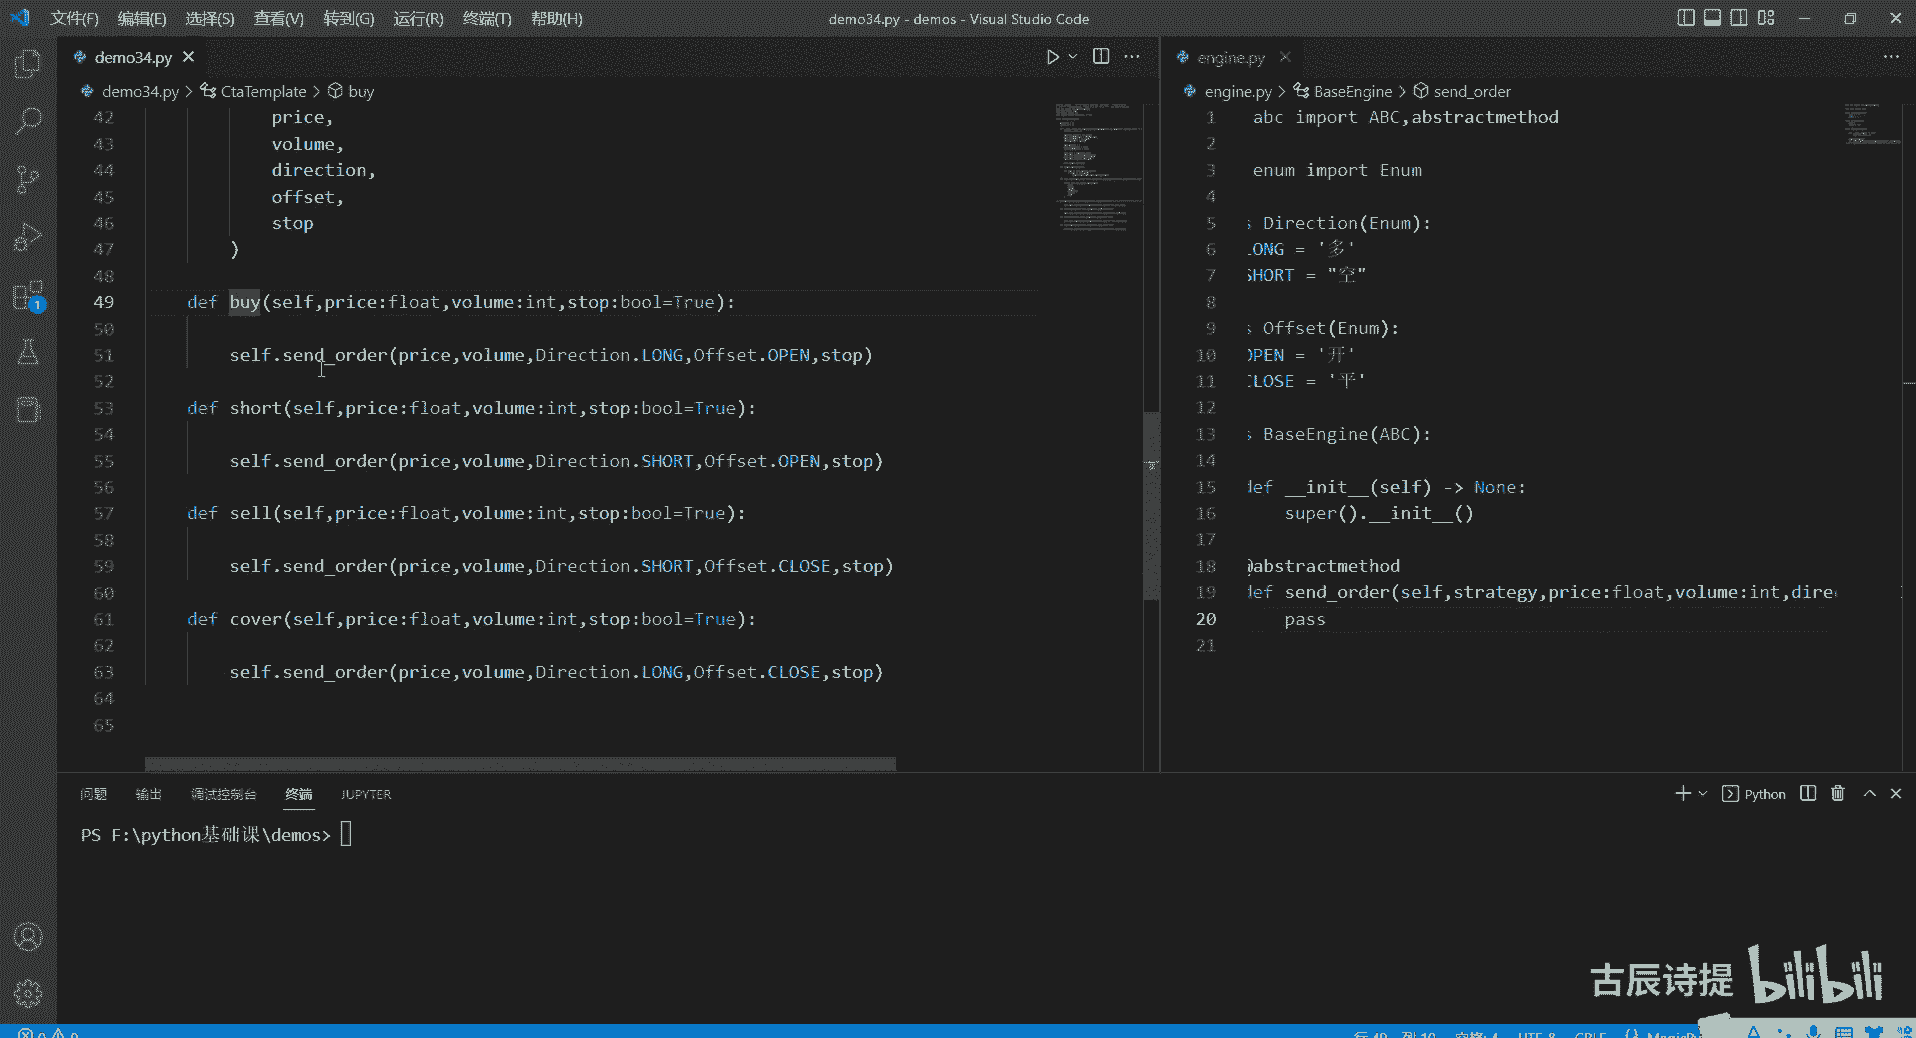 文件(F) 编辑(E) 选择(S) 查看(V) 转到(G) 运行(R) 终端(T) 帮助(H) demo34.py - demos - Visual Studio Code
demo34.py
demo34.py > CtaTemplate > buy
42 price,
43 volume,
44 direction,
45 offset,
46 stop
47 )
48
49 def buy(self,price:float,volume:int,stop:bool=True):
50
51 self.send_order(price,volume,Direction.LONG,Offset.OPEN,stop)
52
53 def short(self,price:float,volume:int,stop:bool=True):
54
55 self.send_order(price,volume,Direction.SHORT,Offset.OPEN,stop)
56
57 def sell(self,price:float,volume:int,stop:bool=True):
58
59 self.send_order(price,volume,Direction.SHORT,Offset.CLOSE,stop)
60
61 def cover(self,price:float,volume:int,stop:bool=True):
62
63 self.send_order(price,volume,Direction.LONG,Offset.CLOSE,stop)
64
65
engine.py
engine.py > BaseEngine > send_order
1 abc import ABC,abstractmethod
2
3 enum import Enum
4
5 s Direction(Enum):
6 LONG = '多'
7 SHORT = "空"
8
9 s Offset(Enum):
10 OPEN = '开'
11 CLOSE = '平'
12
13 s BaseEngine(ABC):
14
15 def __init__(self) -> None:
16 super().__init__()
17
18 @abstractmethod
19 def send_order(self,strategy,price:float,volume:int,dire
20 pass
21
1
问题 输出 调试控制台 终端 JUPYTER
Python
PS F:\python基础课\demos>
古辰诗提 bilibili